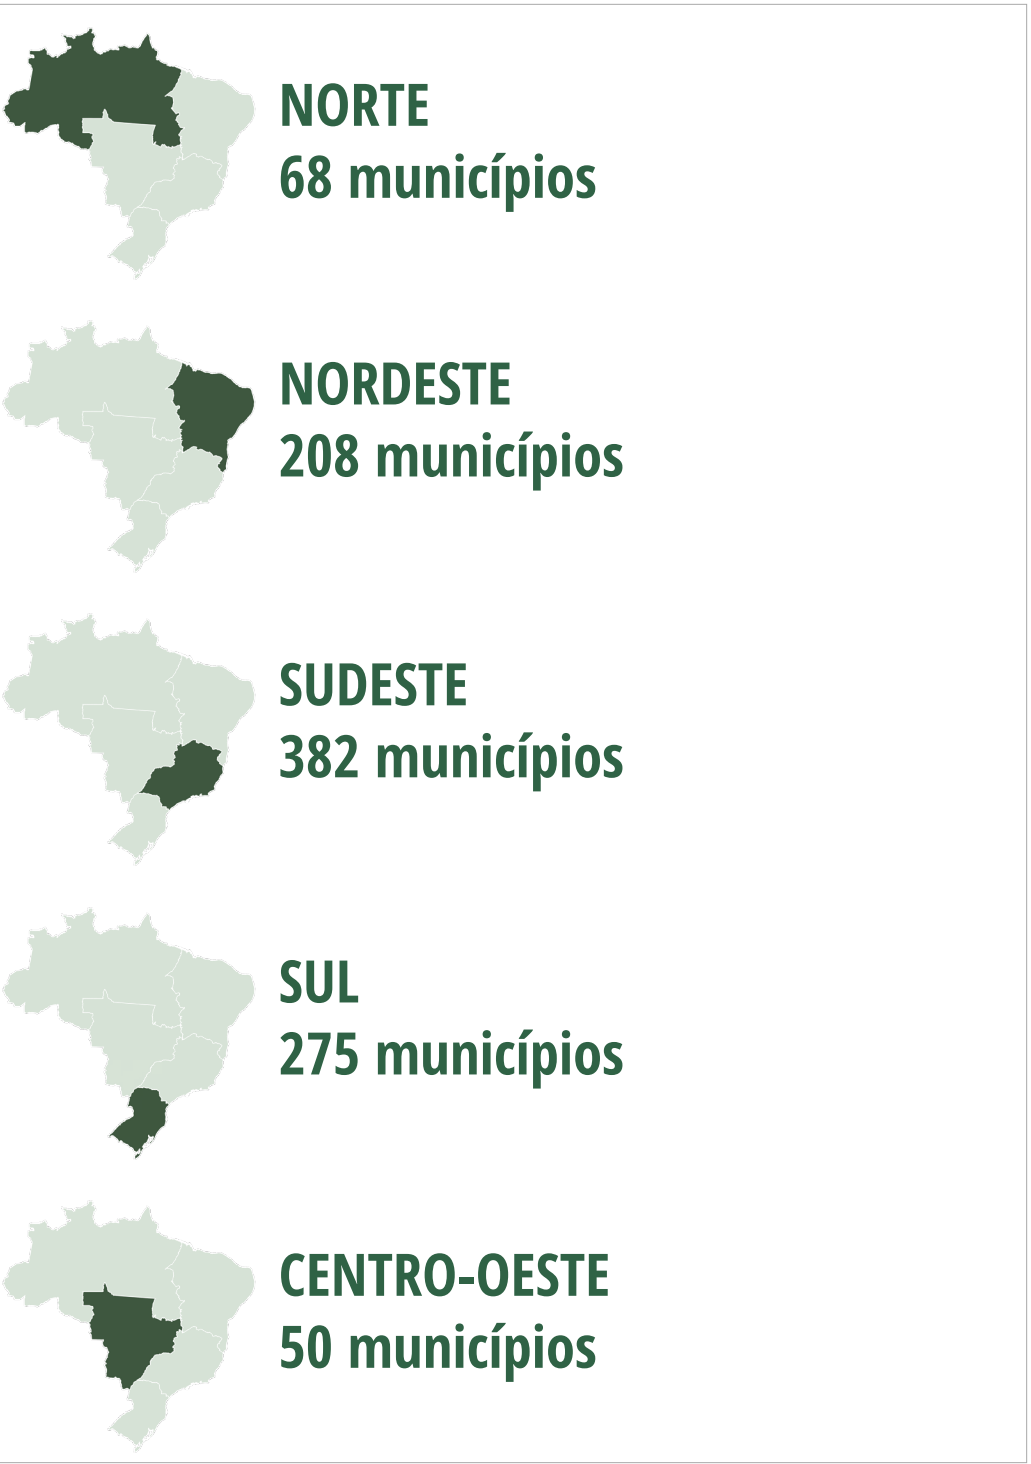 NORTE
68 municípios
NORDESTE
208 municípios
SUDESTE
382 municípios
SUL
275 municípios
CENTRO-OESTE
50 municípios